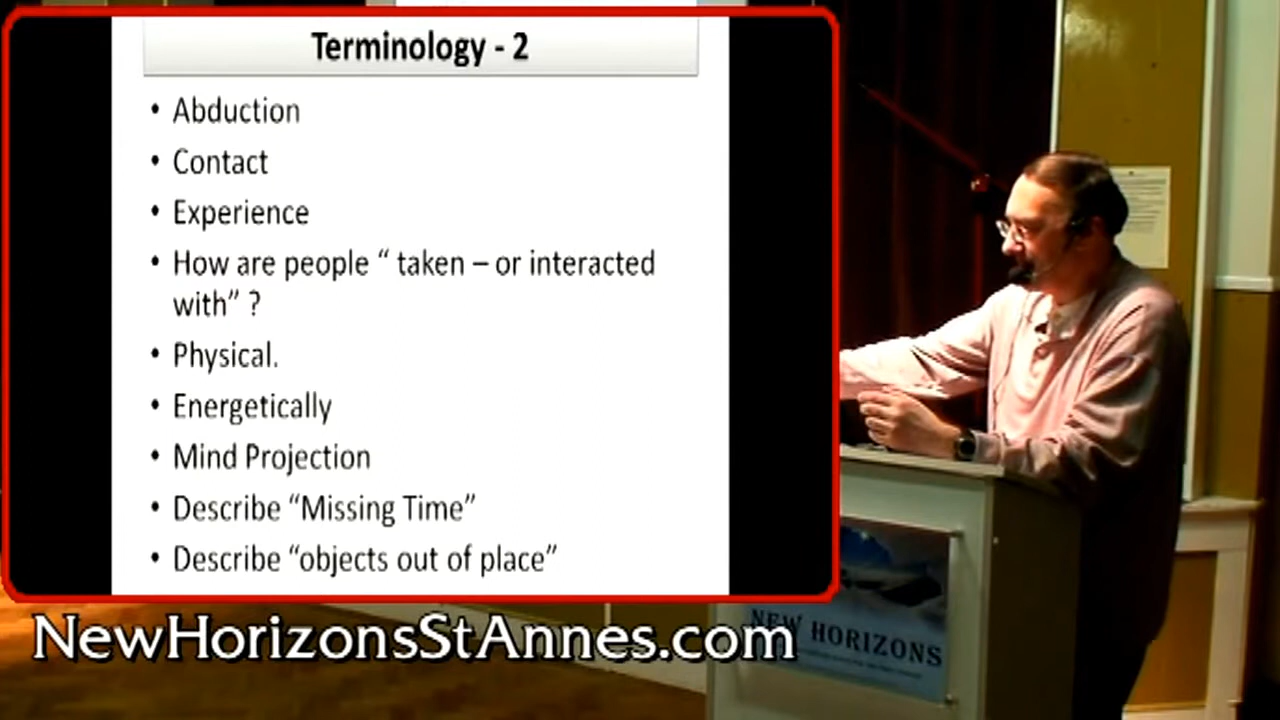 Terminology - 2
• Abduction
• Contact
• Experience
• How are people “ taken – or interacted
with” ?
• Physical.
• Energetically
• Mind Projection
• Describe “Missing Time”
• Describe “objects out of place”
NewHorizonsStAnnes.com
NEW HORIZONS